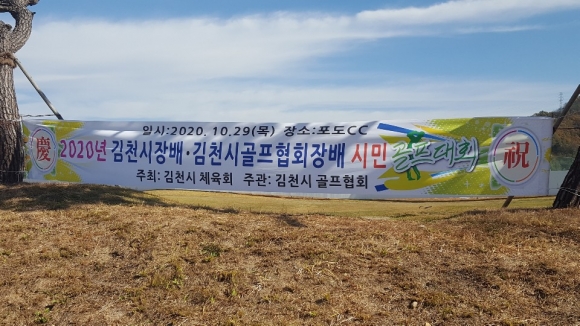 일시:2020. 10.29(목) 장소:포도CC
慶 2020년 김천시장배·김천시골프협회장배 시민 골프대회 祝
주최: 김천시 체육회 주관: 김천시 골프협회